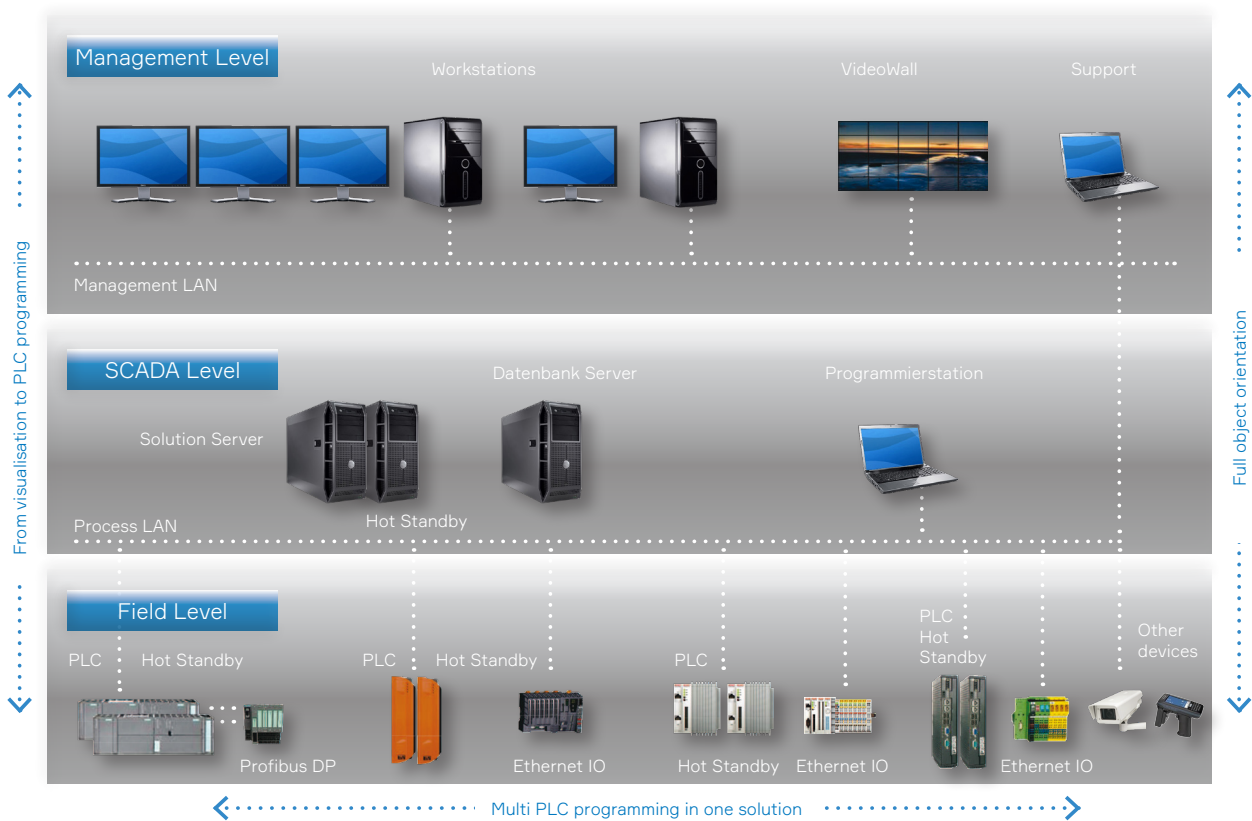 Management Level
Workstations
VideoWall
Support
Management LAN
SCADA Level
Datenbank Server
Programmierstation
Solution Server
Hot Standby
Process LAN
Field Level
PLC
Hot Standby
PLC
Hot Standby
PLC
PLC
Hot
Standby
Other
devices
Profibus DP
Ethernet IO
Hot Standby
Ethernet IO
Ethernet IO
From visualisation to PLC programming
Full object orientation
Multi PLC programming in one solution